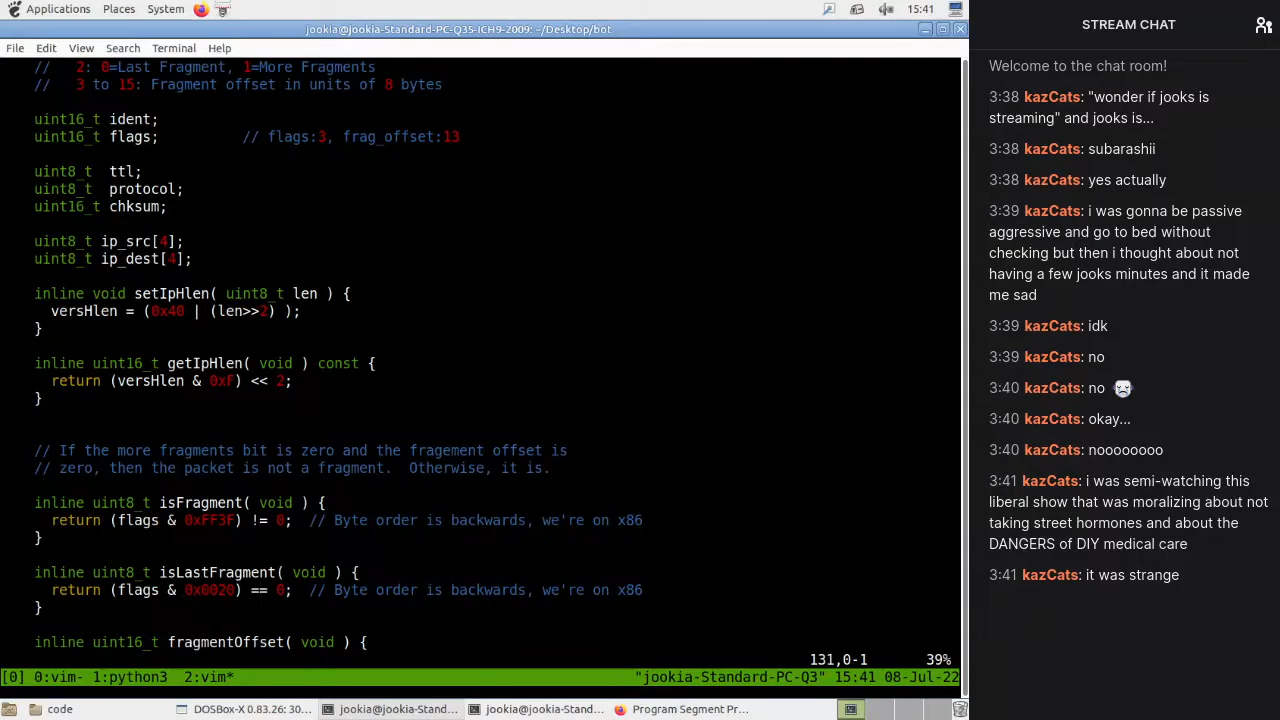 Applications Places System 15:41
jookia@jookia-Standard-PC-Q35-ICH9-2009: ~/Desktop/bot
File Edit View Search Terminal Help
//   2: 0=Last Fragment, 1=More Fragments
//   3 to 15: Fragment offset in units of 8 bytes
uint16_t ident;
uint16_t flags;          // flags:3, frag_offset:13
uint8_t  ttl;
uint8_t  protocol;
uint16_t chksum;
uint8_t ip_src[4];
uint8_t ip_dest[4];
inline void setIpHlen( uint8_t len ) {
  versHlen = (0x40 | (len>>2) );
}
inline uint16_t getIpHlen( void ) const {
  return (versHlen & 0xF) << 2;
}
// If the more fragments bit is zero and the fragement offset is
// zero, then the packet is not a fragment.  Otherwise, it is.
inline uint8_t isFragment( void ) {
  return (flags & 0xFF3F) != 0;  // Byte order is backwards, we're on x86
}
inline uint8_t isLastFragment( void ) {
  return (flags & 0x0020) == 0;  // Byte order is backwards, we're on x86
}
inline uint16_t fragmentOffset( void ) {
131,0-1 39%
[0] 0:vim- 1:python3  2:vim* "jookia-Standard-PC-Q3" 15:41 08-Jul-22
code DOSBox-X 0.83.26: 30... jookia@jookia-Stand... jookia@jookia-Stand... Program Segment Pr...
STREAM CHAT
Welcome to the chat room!
3:38 kazCats: "wonder if jooks is
streaming" and jooks is...
3:38 kazCats: subarashii
3:38 kazCats: yes actually
3:39 kazCats: i was gonna be passive
aggressive and go to bed without
checking but then i thought about not
having a few jooks minutes and it made
me sad
3:39 kazCats: idk
3:39 kazCats: no
3:40 kazCats: no
3:40 kazCats: okay...
3:40 kazCats: noooooooo
3:41 kazCats: i was semi-watching this
liberal show that was moralizing about not
taking street hormones and about the
DANGERS of DIY medical care
3:41 kazCats: it was strange